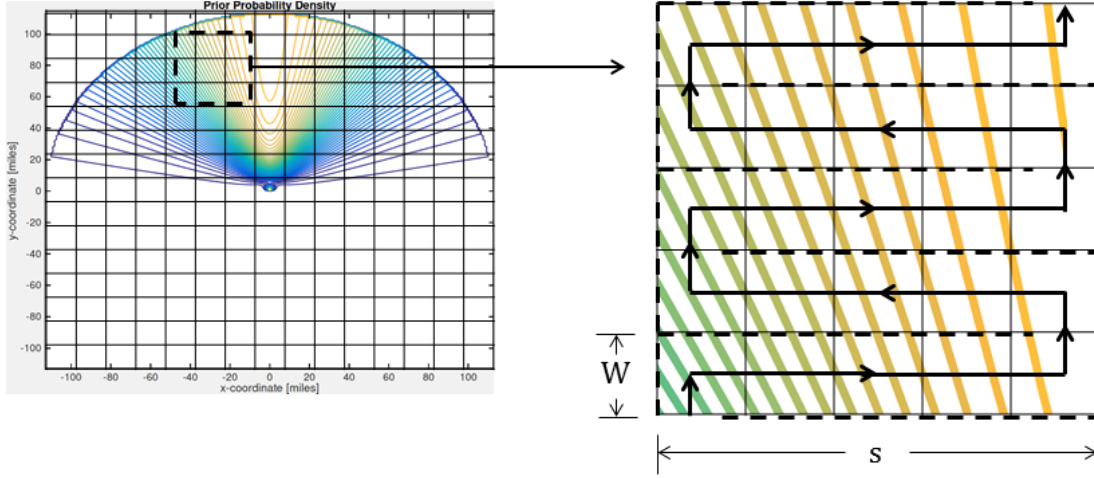 Prior Probability Density
y-coordinate [miles]
100
80
60
40
20
0
-20
-40
-60
-80
-100
-100 -80 -60 -40 -20 0 20 40 60 80 100
x-coordinate [miles]
W
s